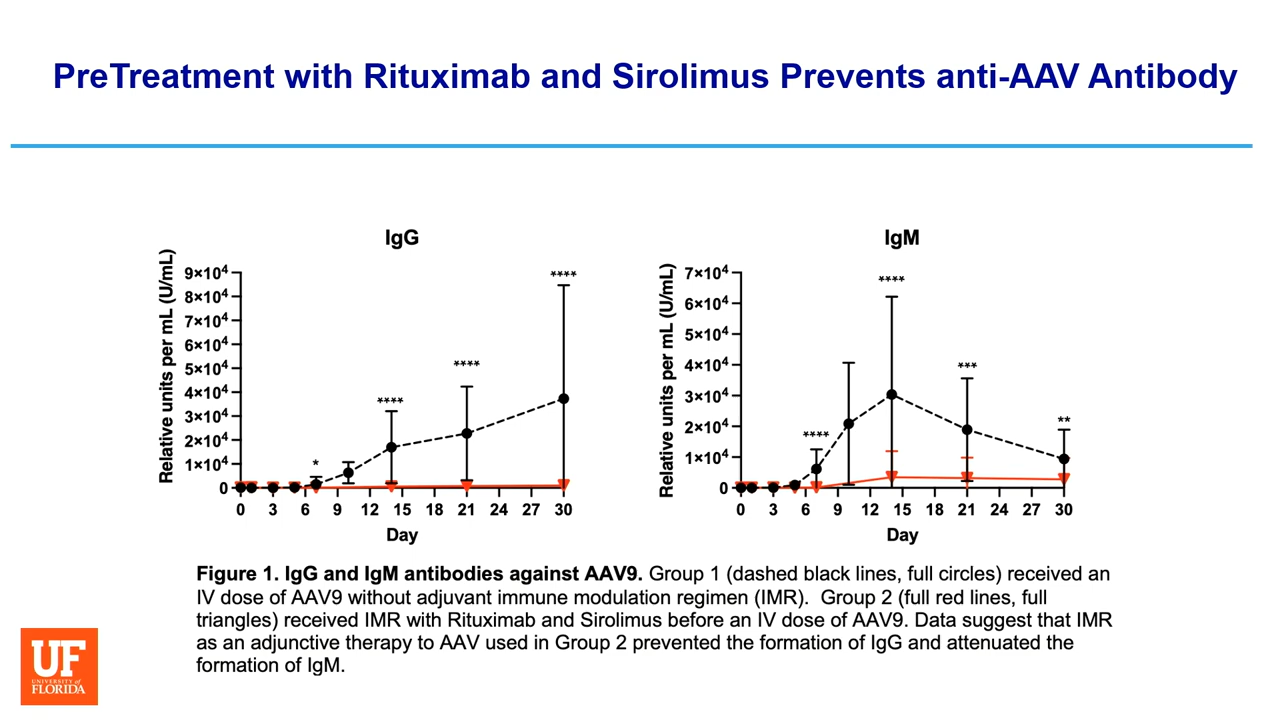 PreTreatment with Rituximab and Sirolimus Prevents anti-AAV Antibody
IgG
Relative units per mL (U/mL)
9×10⁴
8×10⁴
7×10⁴
6×10⁴
5×10⁴
4×10⁴
3×10⁴
2×10⁴
1×10⁴
0
*
****
****
****
0 3 6 9 12 15 18 21 24 27 30
Day
IgM
Relative units per mL (U/mL)
7×10⁴
6×10⁴
5×10⁴
4×10⁴
3×10⁴
2×10⁴
1×10⁴
0
****
****
***
**
0 3 6 9 12 15 18 21 24 27 30
Day
Figure 1. IgG and IgM antibodies against AAV9. Group 1 (dashed black lines, full circles) received an
IV dose of AAV9 without adjuvant immune modulation regimen (IMR).  Group 2 (full red lines, full
triangles) received IMR with Rituximab and Sirolimus before an IV dose of AAV9. Data suggest that IMR
as an adjunctive therapy to AAV used in Group 2 prevented the formation of IgG and attenuated the
formation of IgM.
UF
UNIVERSITY of
FLORIDA